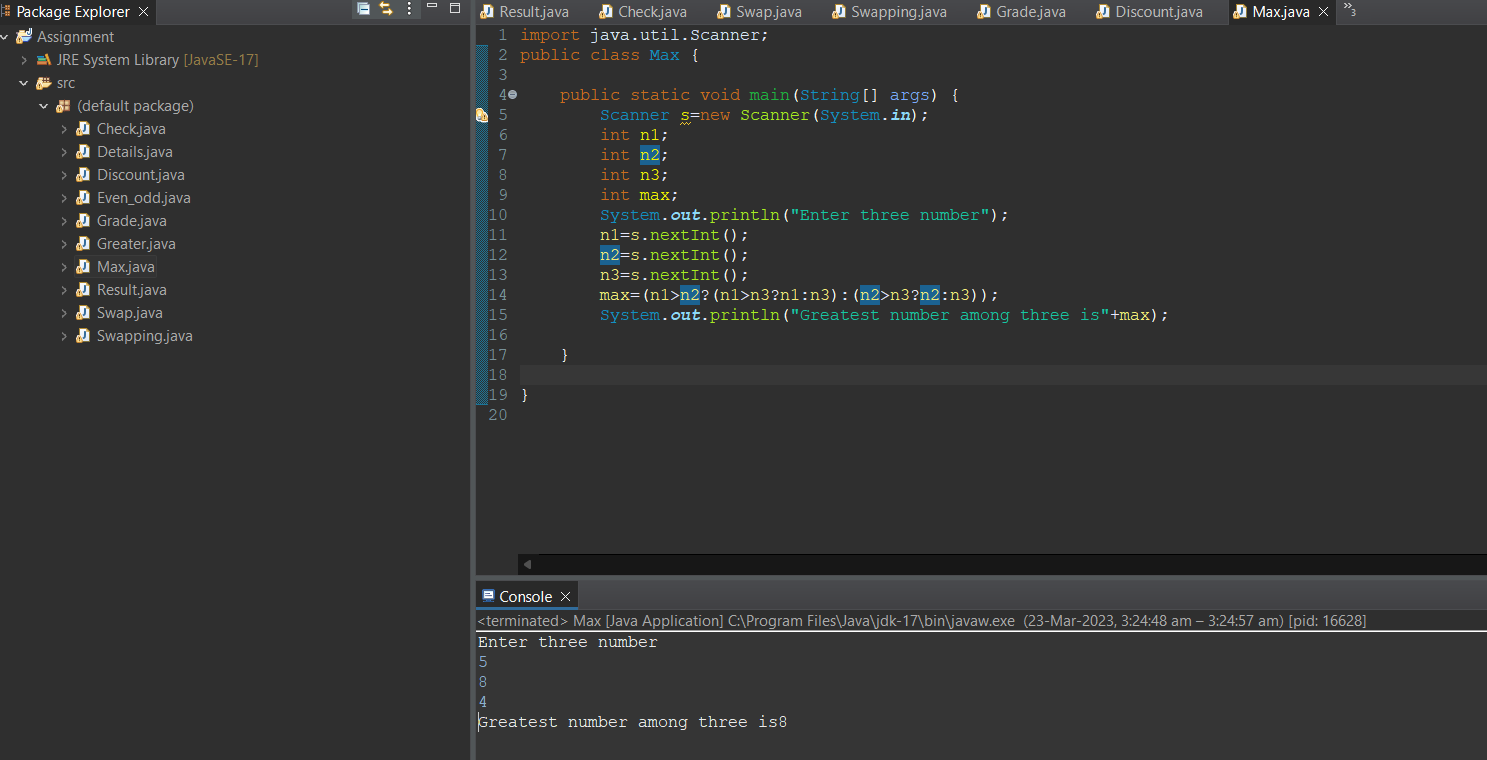 Package Explorer
Assignment
JRE System Library [JavaSE-17]
src
(default package)
Check.java
Details.java
Discount.java
Even_odd.java
Grade.java
Greater.java
Max.java
Result.java
Swap.java
Swapping.java
Result.java Check.java Swap.java Swapping.java Grade.java Discount.java Max.java »3
1 import java.util.Scanner;
2 public class Max {
3
4 public static void main(String[] args) {
5 Scanner s=new Scanner(System.in);
6 int n1;
7 int n2;
8 int n3;
9 int max;
10 System.out.println("Enter three number");
11 n1=s.nextInt();
12 n2=s.nextInt();
13 n3=s.nextInt();
14 max=(n1>n2?(n1>n3?n1:n3):(n2>n3?n2:n3));
15 System.out.println("Greatest number among three is"+max);
16
17 }
18
19 }
20
Console
<terminated> Max [Java Application] C:\Program Files\Java\jdk-17\bin\javaw.exe (23-Mar-2023, 3:24:48 am – 3:24:57 am) [pid: 16628]
Enter three number
5
8
4
Greatest number among three is8